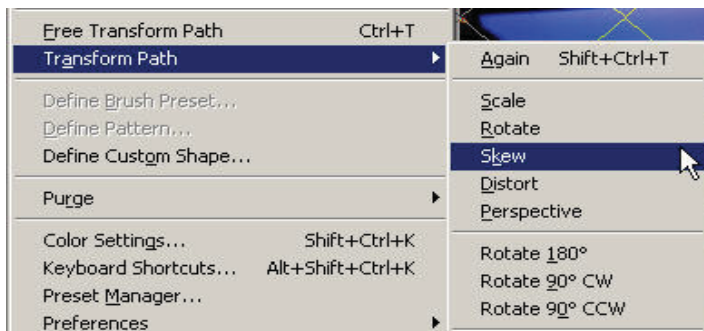 Free Transform Path Ctrl+T
Transform Path
Define Brush Preset...
Define Pattern...
Define Custom Shape...
Purge
Color Settings... Shift+Ctrl+K
Keyboard Shortcuts... Alt+Shift+Ctrl+K
Preset Manager...
Preferences
Again Shift+Ctrl+T
Scale
Rotate
Skew
Distort
Perspective
Rotate 180°
Rotate 90° CW
Rotate 90° CCW